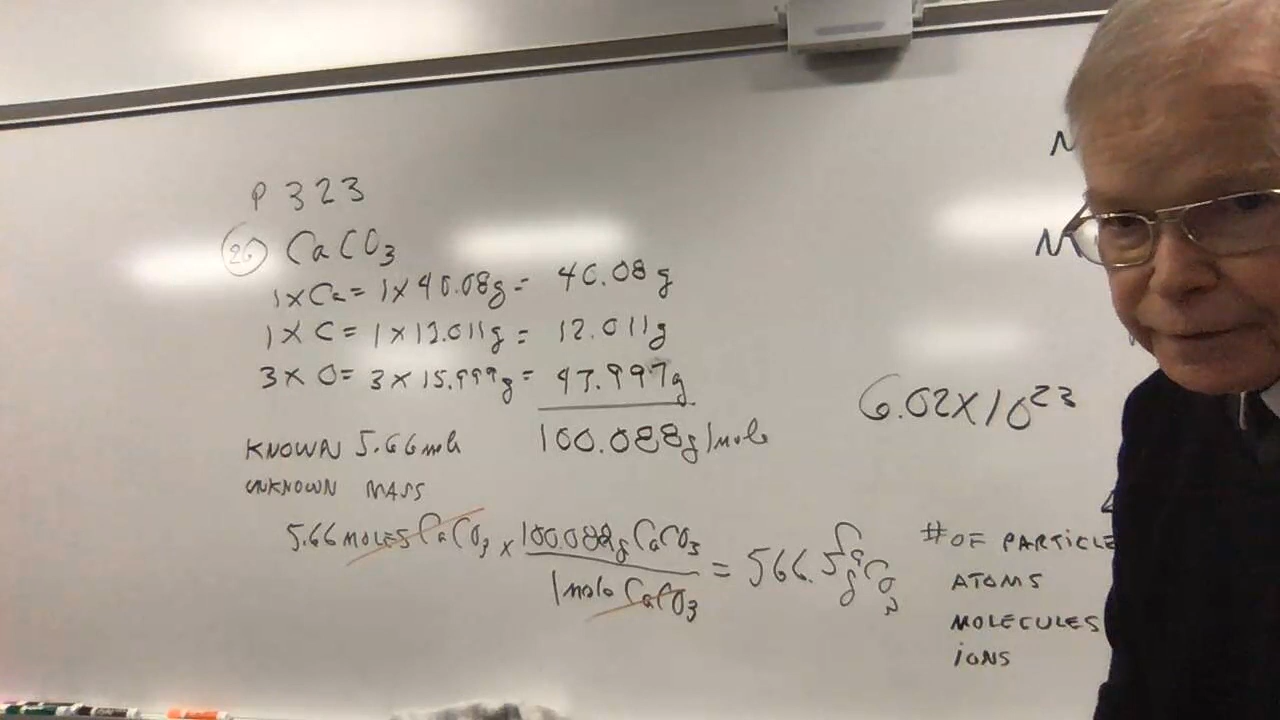 P 323
26 CaCO3
1 x Ca = 1 x 40.08g = 40.08 g
1 x C = 1 x 12.011g = 12.011g
3 x O = 3 x 15.999g = 47.997g
100.088g/mole
KNOWN 5.66 mole
UNKNOWN MASS
5.66 MOLES CaCO3 x 100.088g CaCO3 = 566.5 g CaCO3
1 mole CaCO3
6.02 x 10^23
# OF PARTICLE
ATOMS
MOLECULES
IONS